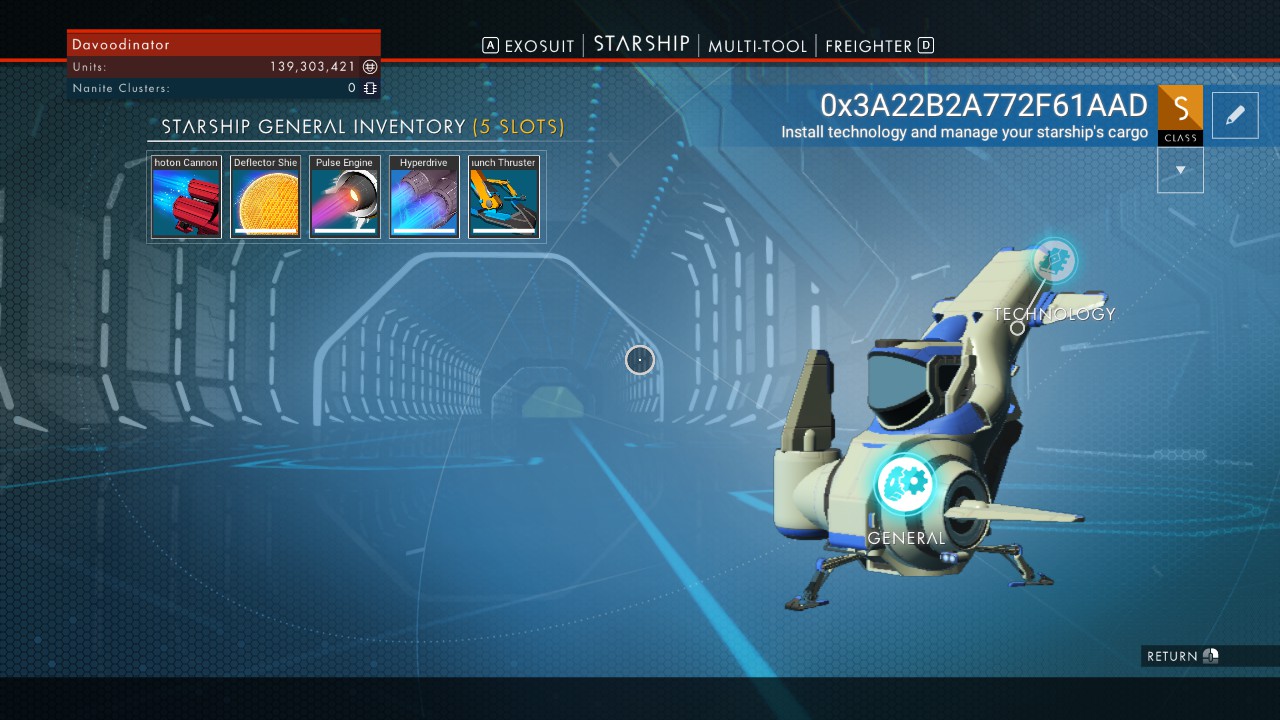 Davoodinator
Units: 139,303,421
Nanite Clusters: 0
A EXOSUIT STARSHIP MULTI-TOOL FREIGHTER D
0x3A22B2A772F61AAD
Install technology and manage your starship's cargo
S
CLASS
STARSHIP GENERAL INVENTORY (5 SLOTS)
hoton Cannon Deflector Shie Pulse Engine Hyperdrive unch Thruster
TECHNOLOGY
GENERAL
RETURN